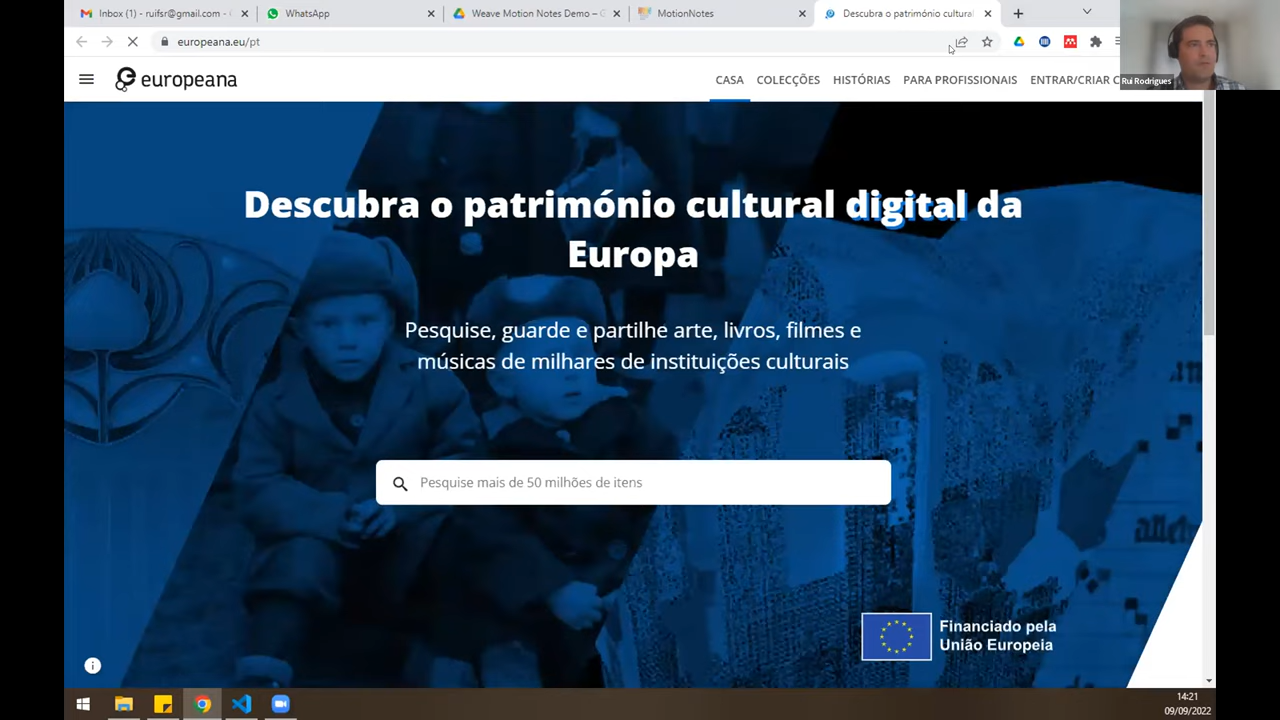 Inbox (1) - ruifsr@gmail.com -
WhatsApp
Weave Motion Notes Demo –
MotionNotes
Descubra o património cultural
europeana.eu/pt
Rui Rodrigues
europeana
CASA COLECÇÕES HISTÓRIAS PARA PROFISSIONAIS ENTRAR/CRIAR C
Descubra o património cultural digital da
Europa
Pesquise, guarde e partilhe arte, livros, filmes e
músicas de milhares de instituições culturais
Pesquise mais de 50 milhões de itens
Financiado pela
União Europeia
14:21
09/09/2022